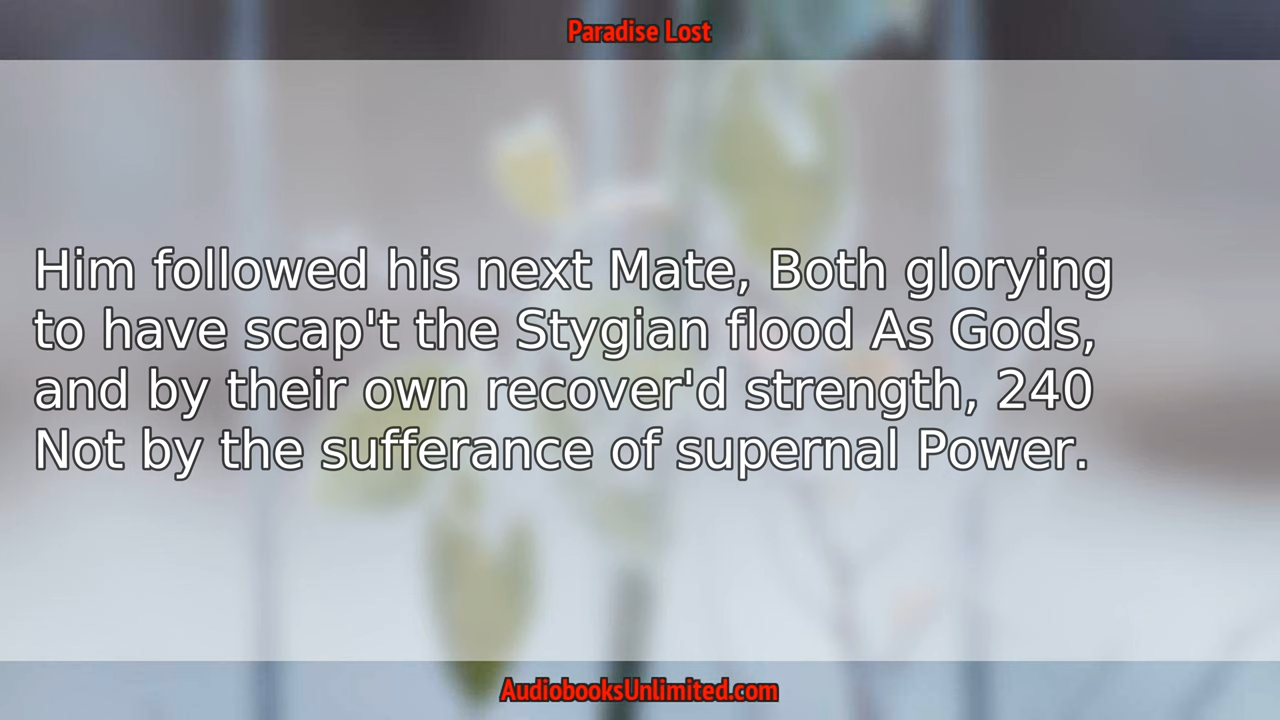 Paradise Lost
Him followed his next Mate, Both glorying
to have scap't the Stygian flood As Gods,
and by their own recover'd strength, 240
Not by the sufferance of supernal Power.
AudiobooksUnlimited.com